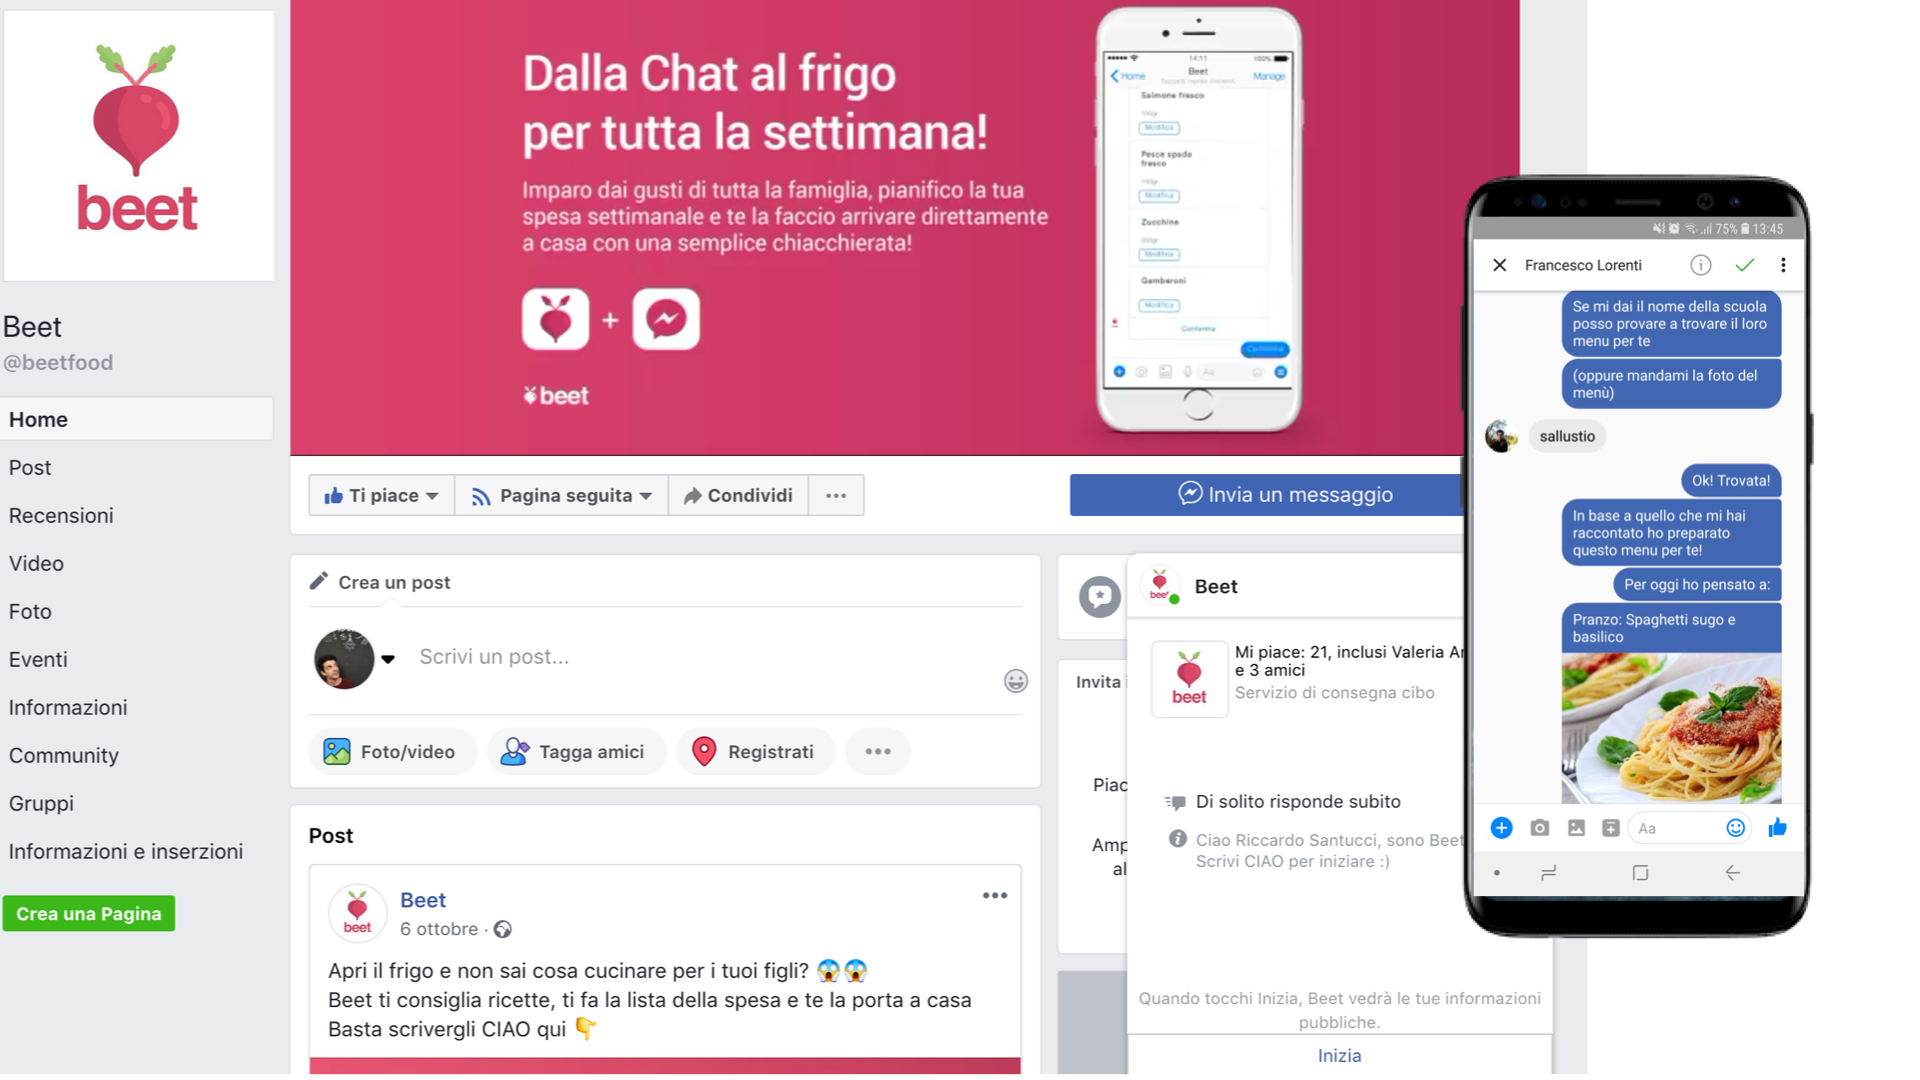 beet
Beet
@beetfood
Home
Post
Recensioni
Video
Foto
Eventi
Informazioni
Community
Gruppi
Informazioni e inserzioni
Crea una Pagina
Dalla Chat al frigo
per tutta la settimana!
Imparo dai gusti di tutta la famiglia, pianifico la tua
spesa settimanale e te la faccio arrivare direttamente
a casa con una semplice chiacchierata!
+
beet
14:11
100%
Home
Beet
Manage
Salmone fresco
Modifica
Pesce spada
fresco
Modifica
Zucchine
Modifica
Gamberoni
Modifica
Conferma
Aa
Ti piace
Pagina seguita
Condividi
Invia un messaggio
Crea un post
Scrivi un post...
Foto/video
Tagga amici
Registrati
Post
Beet
6 ottobre ·
beet
Apri il frigo e non sai cosa cucinare per i tuoi figli? 😱😱
Beet ti consiglia ricette, ti fa la lista della spesa e te la porta a casa
Basta scrivergli CIAO qui 👇
Invita
Piac
Amp
al
beet
Beet
beet
Mi piace: 21, inclusi Valeria
e 3 amici
Servizio di consegna cibo
Di solito risponde subito
Ciao Riccardo Santucci, sono Beet
Scrivi CIAO per iniziare :)
Quando tocchi Inizia, Beet vedrà le tue informazioni
pubbliche.
Inizia
75% 13:45
Francesco Lorenti
Se mi dai il nome della scuola
posso provare a trovare il loro
menu per te
(oppure mandami la foto del
menù)
sallustio
Ok! Trovata!
In base a quello che mi hai
raccontato ho preparato
questo menu per te!
Per oggi ho pensato a:
Pranzo: Spaghetti sugo e
basilico
Aa